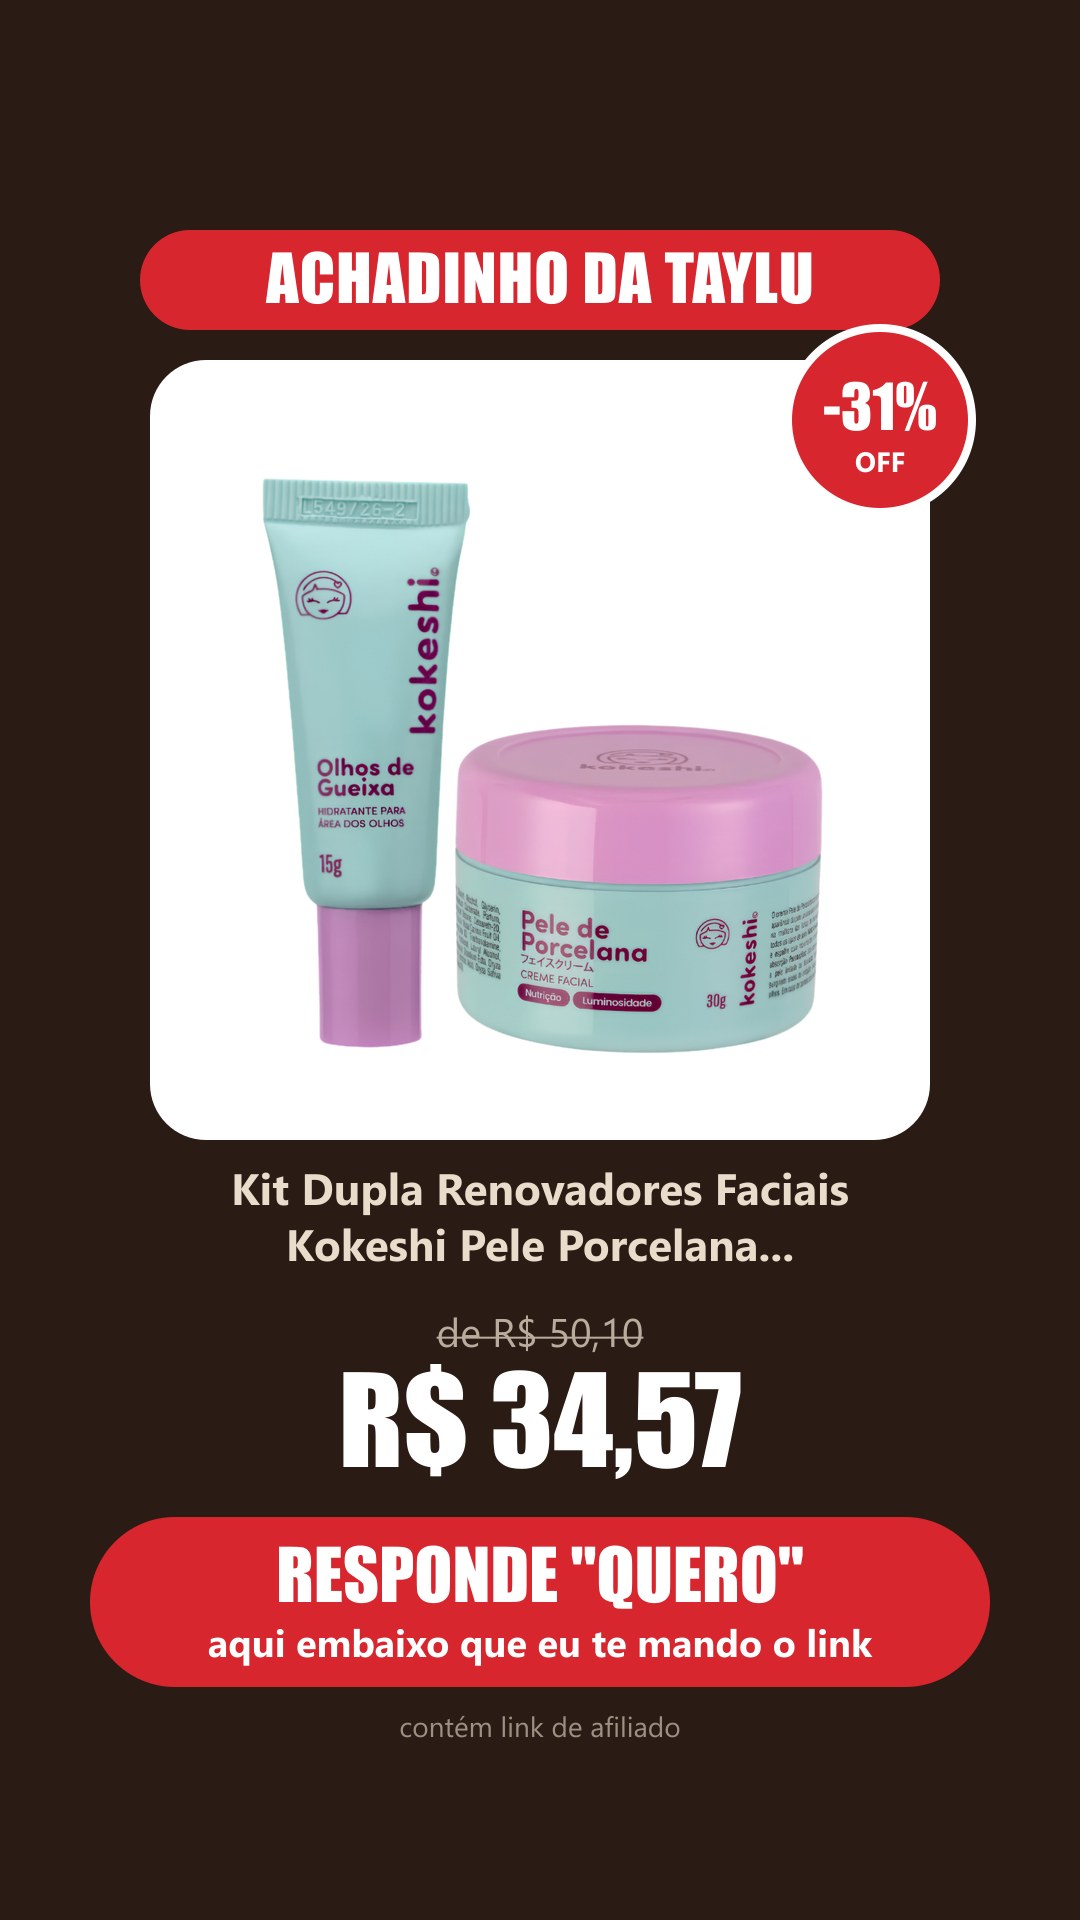 ACHADINHO DA TAYLU
-31%
OFF
L549/26-2
kokeshi
Olhos de
Gueixa
HIDRATANTE PARA
ÁREA DOS OLHOS
15g
kokeshi
Pele de
Porcelana
フェイスクリーム
CREME FACIAL
Nutrição Luminosidade
30g
kokeshi
Kit Dupla Renovadores Faciais
Kokeshi Pele Porcelana...
de R$ 50,10
R$ 34,57
RESPONDE "QUERO"
aqui embaixo que eu te mando o link
contém link de afiliado